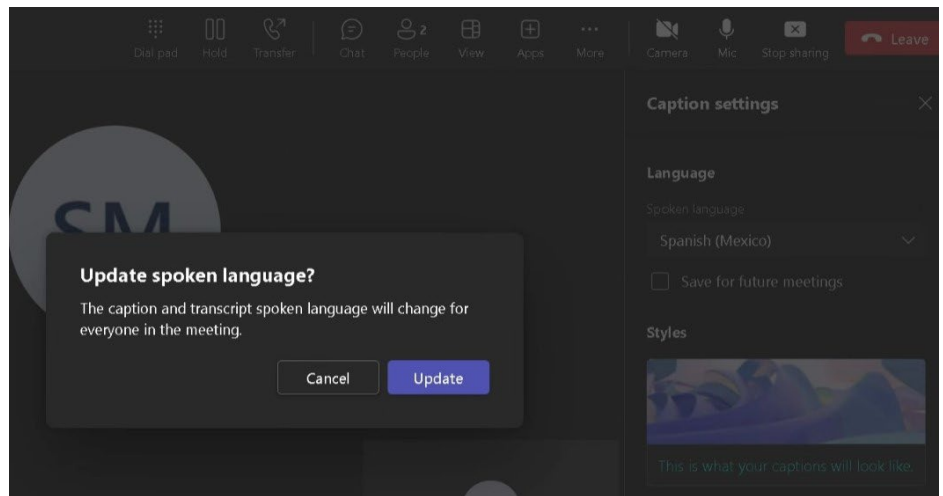 Dial pad
Hold
Transfer
Chat
2
People
View
Apps
More
Camera
Mic
Stop sharing
Leave
Caption settings
Language
Spoken language
Spanish (Mexico)
Save for future meetings
Styles
This is what your captions will look like.
SM
Update spoken language?
The caption and transcript spoken language will change for
everyone in the meeting.
Cancel
Update